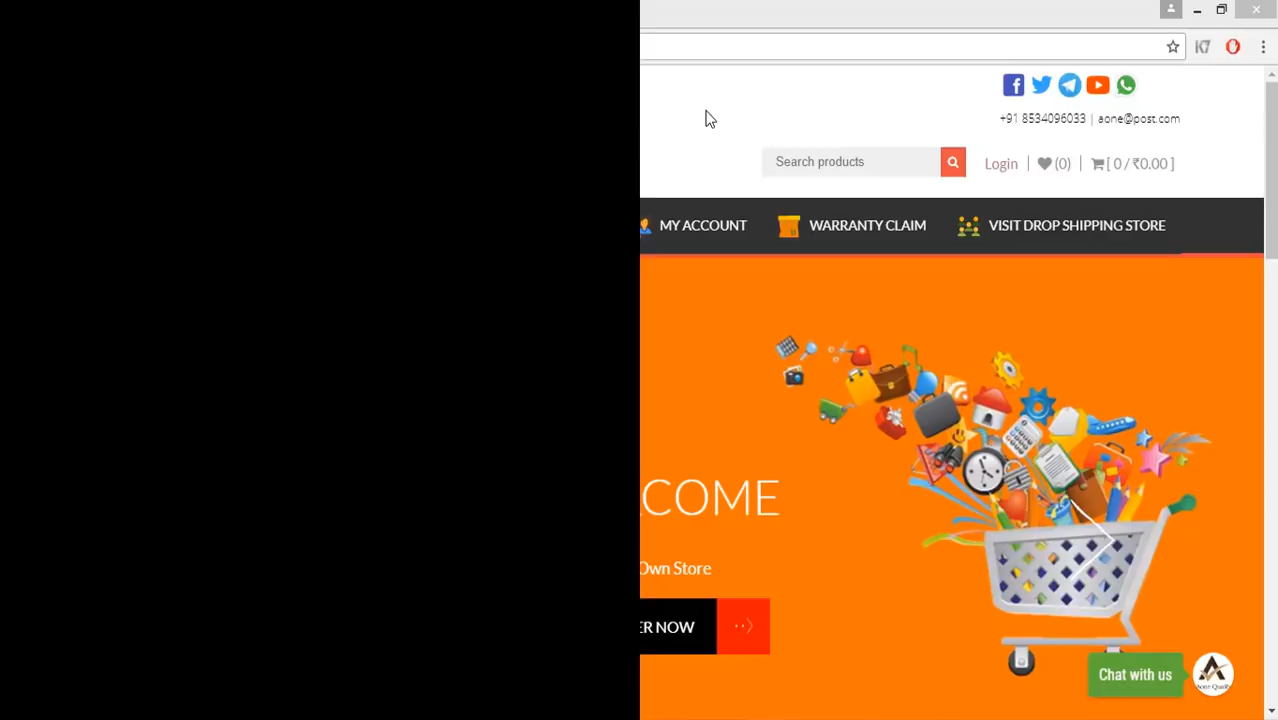 +91 8534096033 | aone@post.com
Search products
Login | (0) | [ 0 / ₹0.00 ]
MY ACCOUNT WARRANTY CLAIM VISIT DROP SHIPPING STORE
COME
Own Store
ER NOW
Chat with us